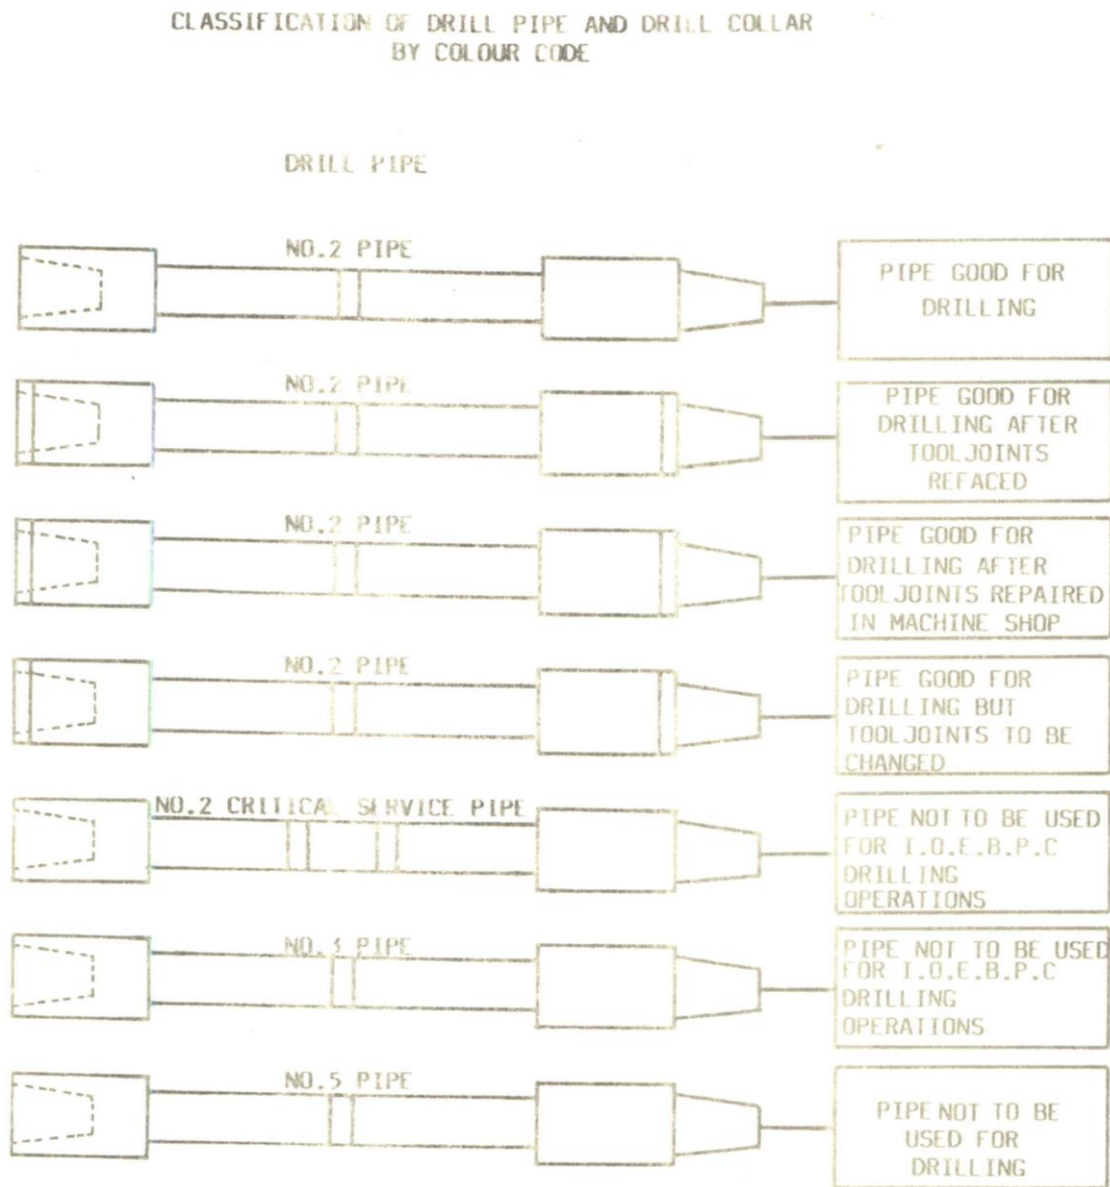 CLASSIFICATION OF DRILL PIPE AND DRILL COLLAR
BY COLOUR CODE
DRILL PIPE
NO.2 PIPE
PIPE GOOD FOR
DRILLING
NO.2 PIPE
PIPE GOOD FOR
DRILLING AFTER
TOOLJOINTS
REFACED
NO.2 PIPE
PIPE GOOD FOR
DRILLING AFTER
TOOLJOINTS REPAIRED
IN MACHINE SHOP
NO.2 PIPE
PIPE GOOD FOR
DRILLING BUT
TOOLJOINTS TO BE
CHANGED
NO.2 CRITICAL SERVICE PIPE
PIPE NOT TO BE USED
FOR I.O.E.B.P.C
DRILLING
OPERATIONS
PIPE
PIPE NOT TO BE USED
FOR I.O.E.B.P.C
DRILLING
OPERATIONS
NO.5 PIPE
PIPE NOT TO BE
USED FOR
DRILLING